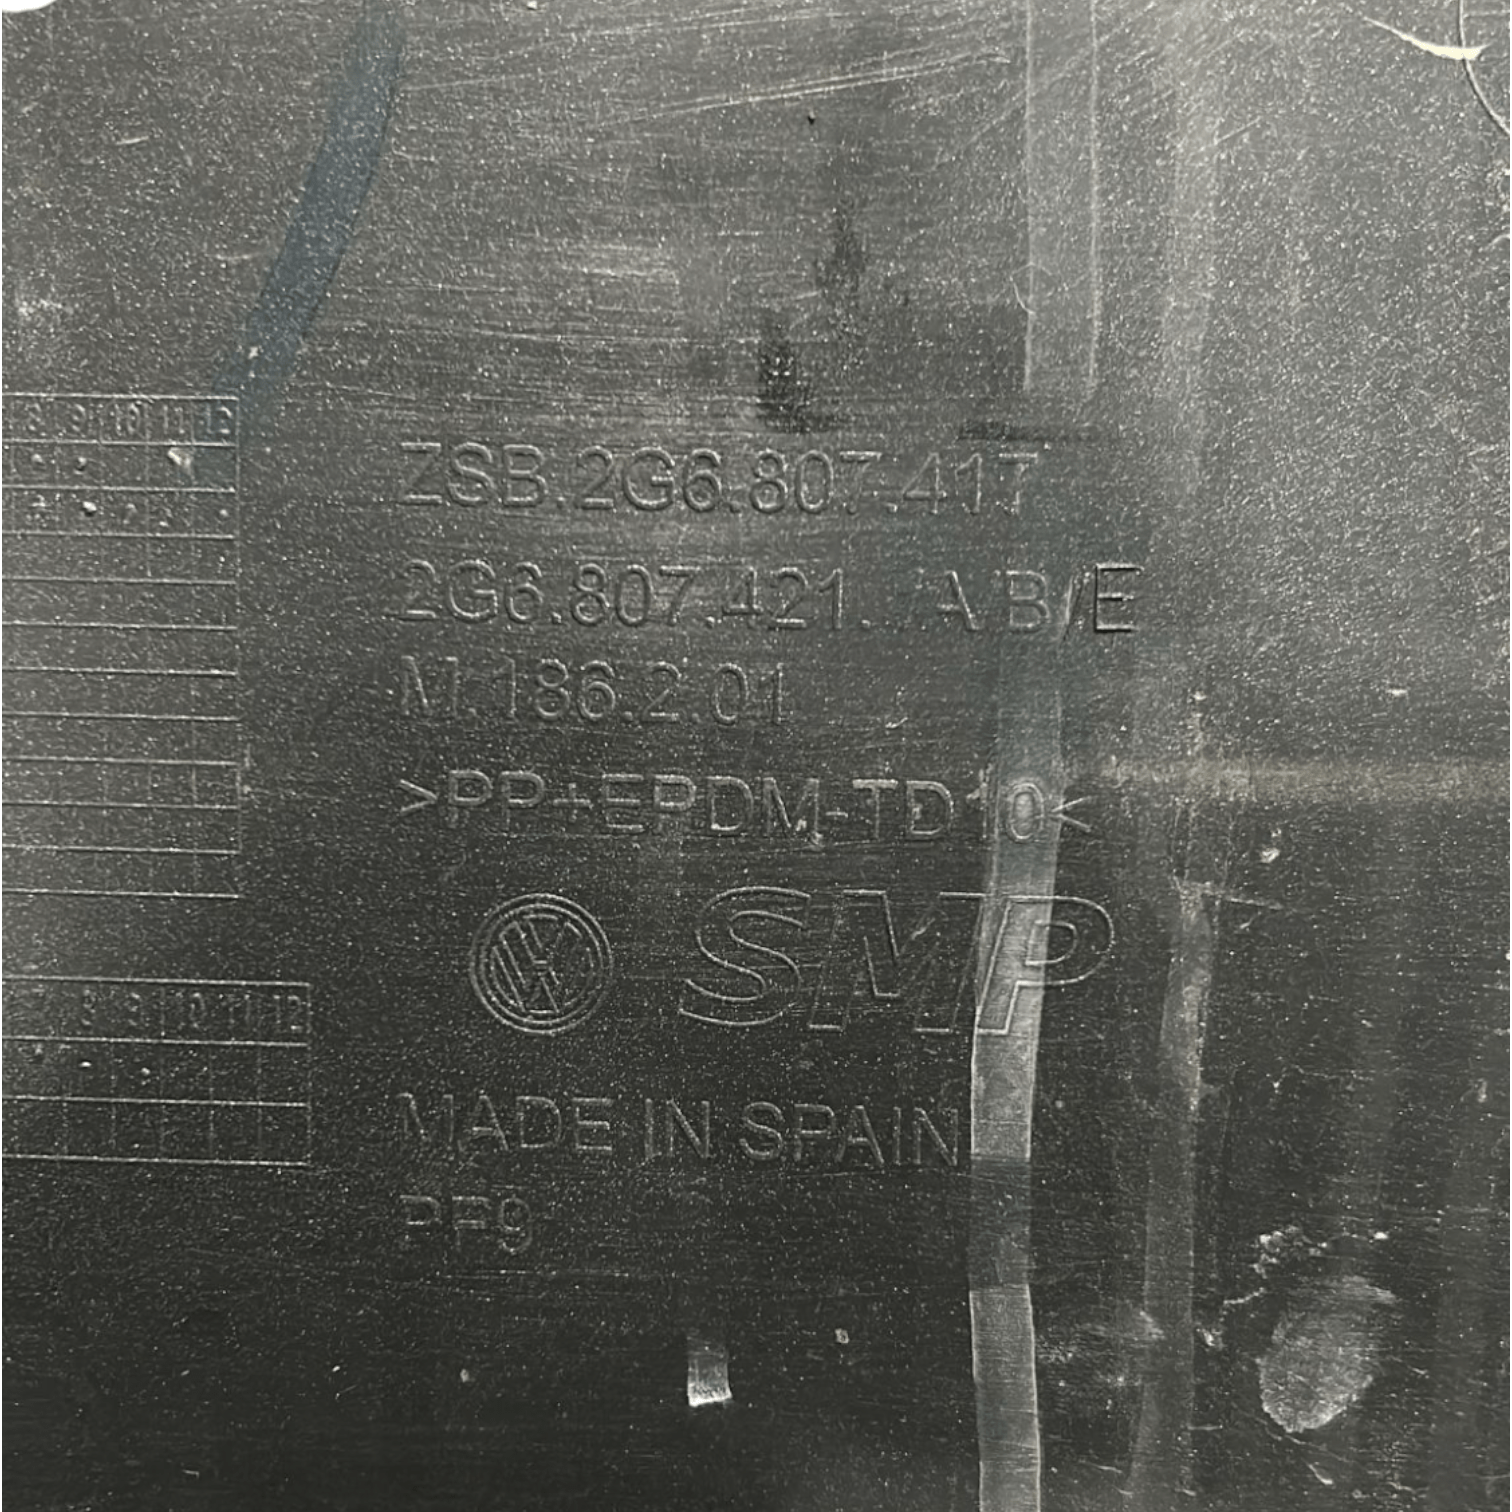 8 9 10 11 12
ZSB.2G6.807.417
2G6.807.421. /A/B/E
M.186.2.01
>PP+EPDM-TD10<
VW SMP
8 9 10 11 12
MADE IN SPAIN
PF9